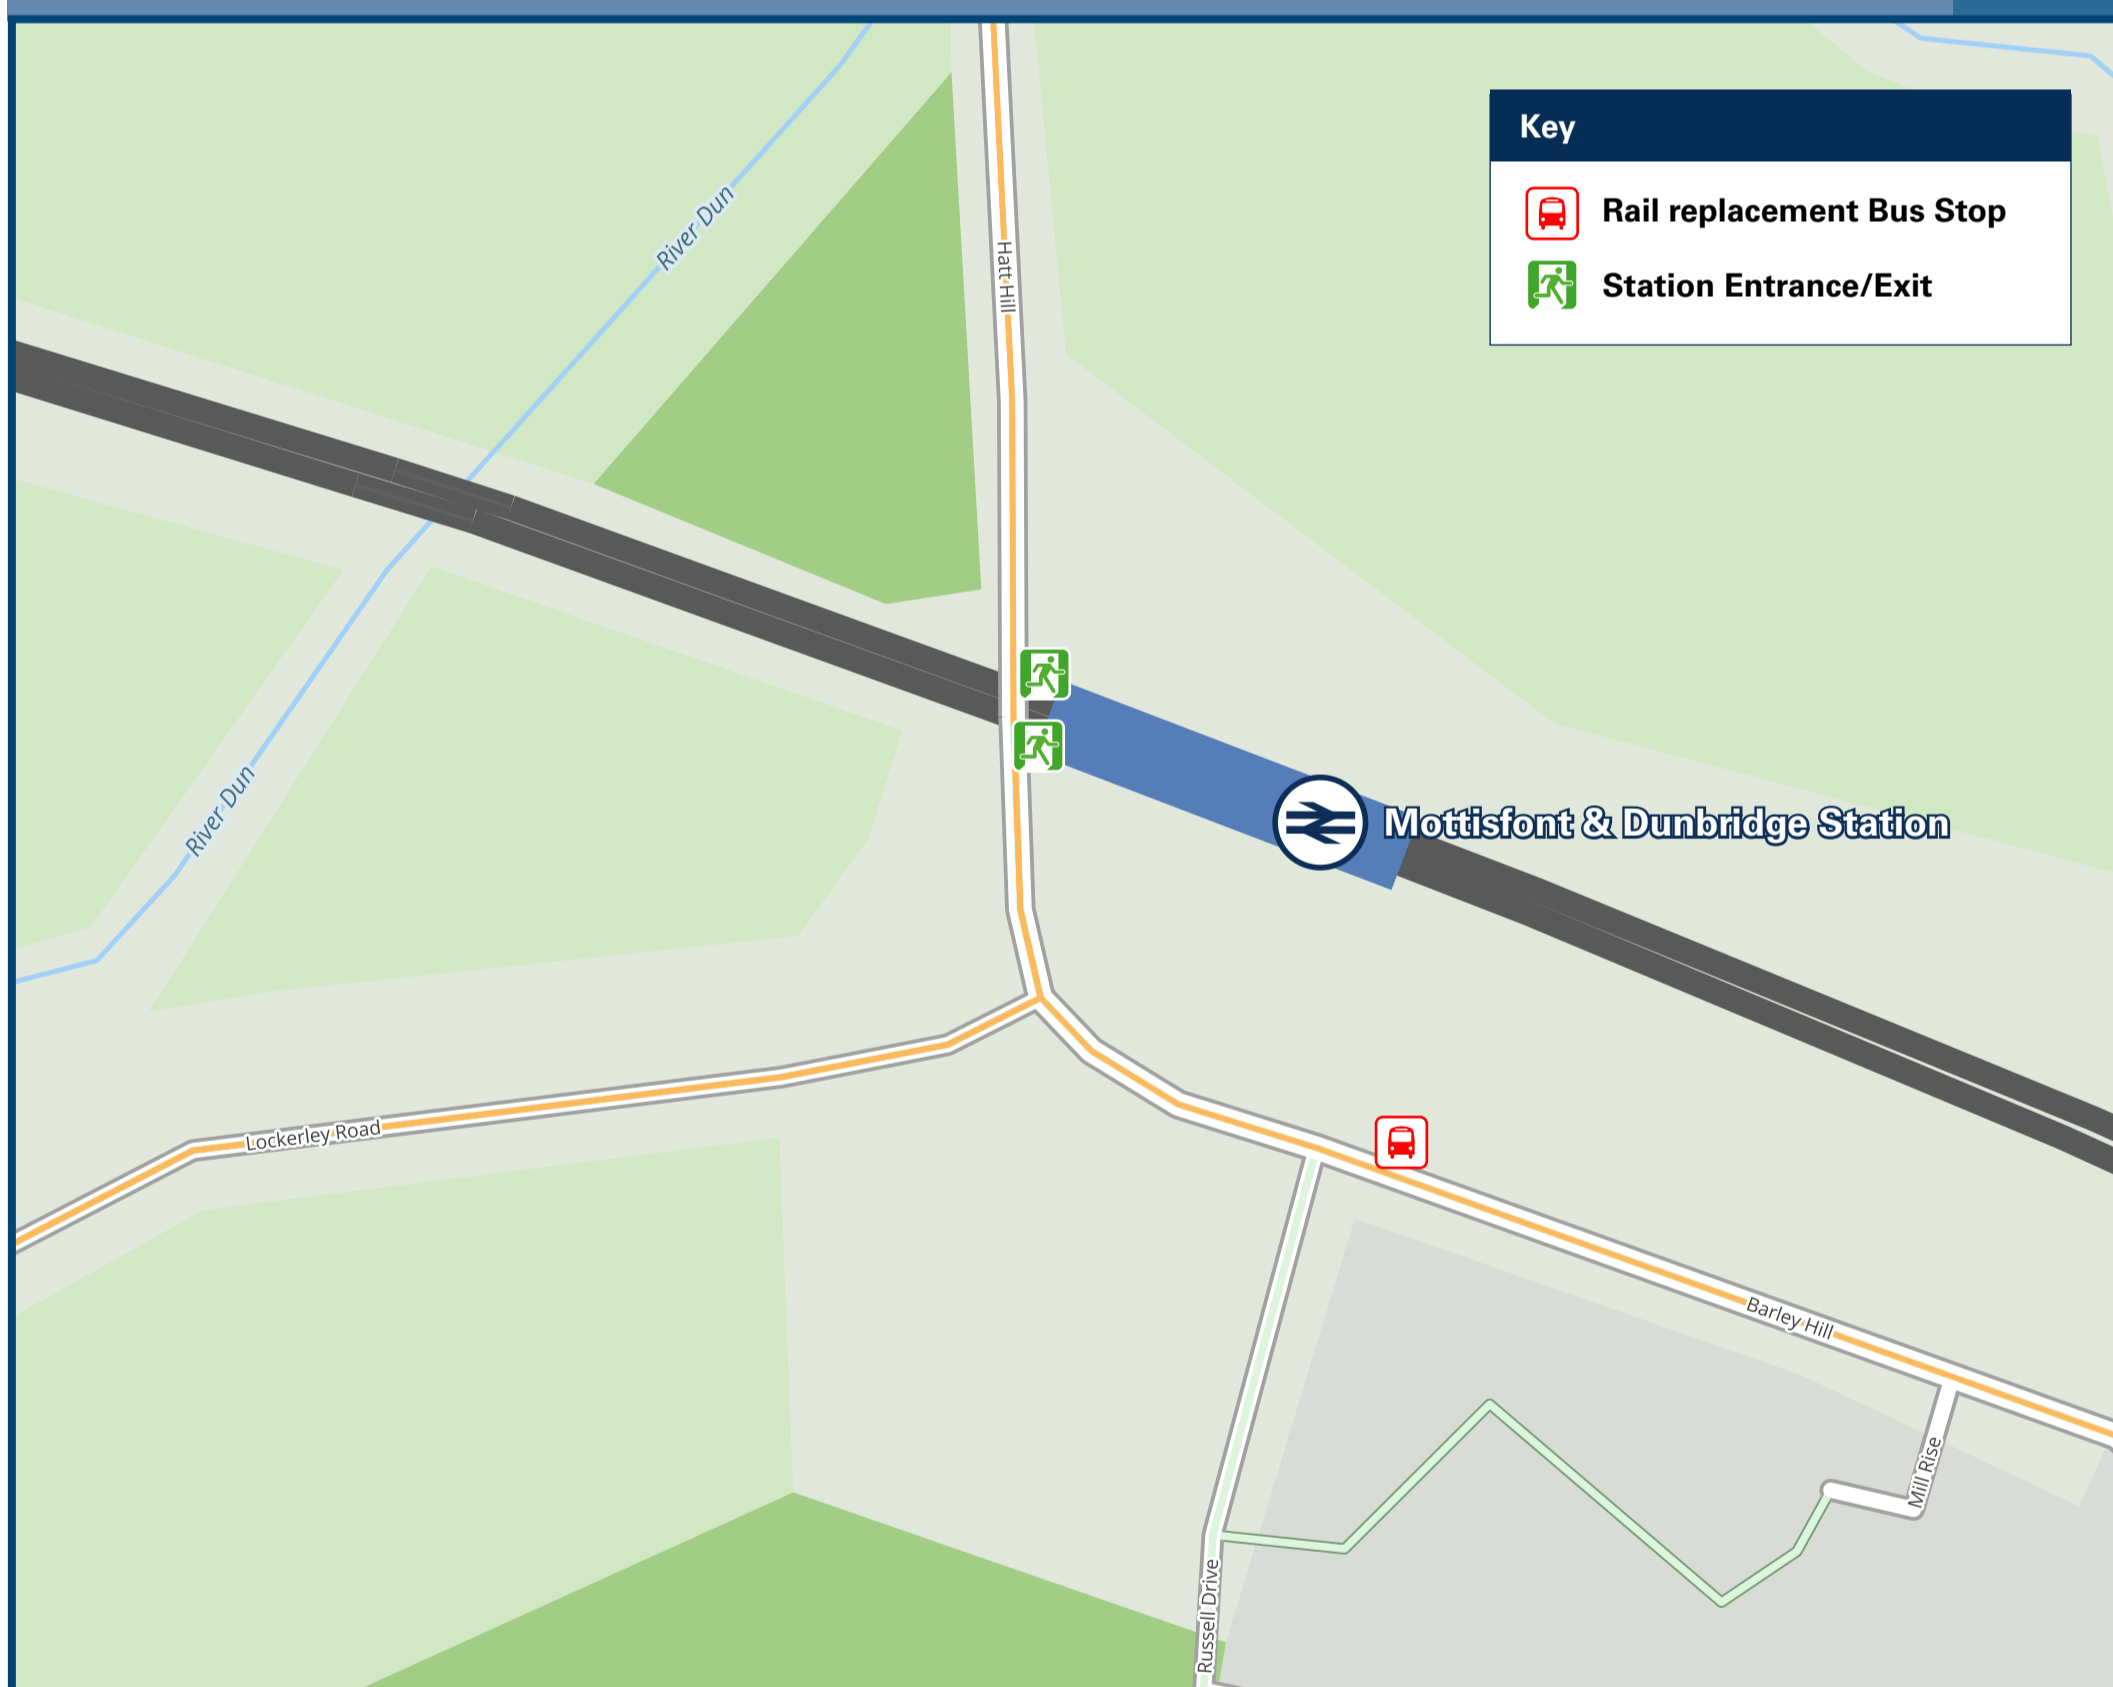 Key
Rail replacement Bus Stop
Station Entrance/Exit
River Dun
Hatt Hill
River Dun
Mottisfont & Dunbridge Station
Lockerley Road
Barley Hill
Mill Rise
Russell Drive